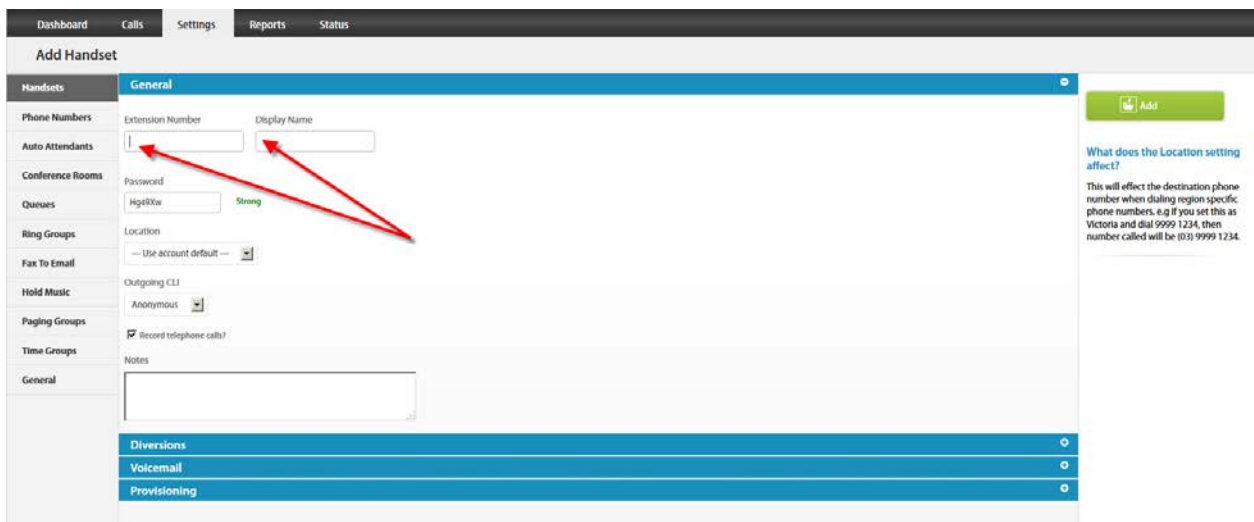 Dashboard Calls Settings Reports Status
Add Handset
Handsets
Phone Numbers
Auto Attendants
Conference Rooms
Queues
Ring Groups
Fax To Email
Hold Music
Paging Groups
Time Groups
General
General
Extension Number Display Name
Password
Hg49Xw Strong
Location
--- Use account default ---
Outgoing CLI
Anonymous
Record telephone calls?
Notes
Diversions
Voicemail
Provisioning
Add
What does the Location setting
affect?
This will effect the destination phone
number when dialing region specific
phone numbers. e.g if you set this as
Victoria and dial 9999 1234, then
number called will be (03) 9999 1234.